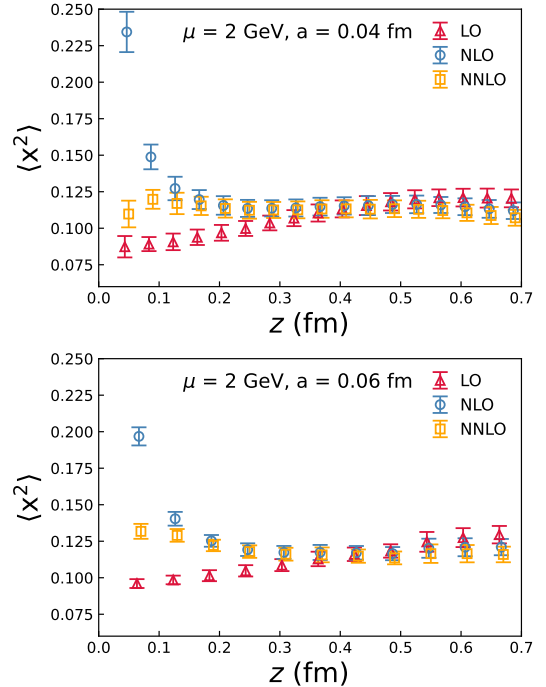 μ = 2 GeV, a = 0.04 fm
LO
NLO
NNLO
⟨x²⟩
0.250
0.225
0.200
0.175
0.150
0.125
0.100
0.075
0.0 0.1 0.2 0.3 0.4 0.5 0.6 0.7
z (fm)
μ = 2 GeV, a = 0.06 fm
LO
NLO
NNLO
⟨x²⟩
0.250
0.225
0.200
0.175
0.150
0.125
0.100
0.075
0.0 0.1 0.2 0.3 0.4 0.5 0.6 0.7
z (fm)